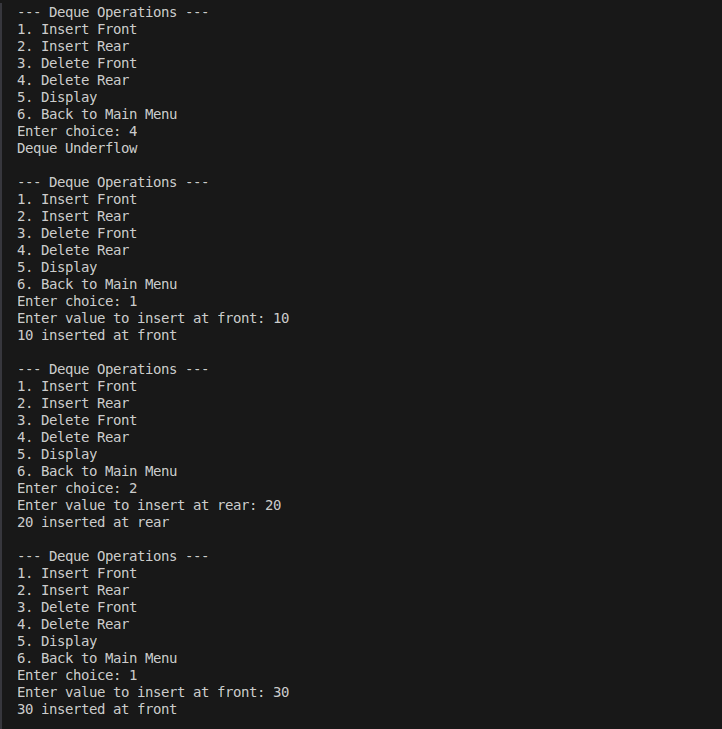 --- Deque Operations ---
1. Insert Front
2. Insert Rear
3. Delete Front
4. Delete Rear
5. Display
6. Back to Main Menu
Enter choice: 4
Deque Underflow

--- Deque Operations ---
1. Insert Front
2. Insert Rear
3. Delete Front
4. Delete Rear
5. Display
6. Back to Main Menu
Enter choice: 1
Enter value to insert at front: 10
10 inserted at front

--- Deque Operations ---
1. Insert Front
2. Insert Rear
3. Delete Front
4. Delete Rear
5. Display
6. Back to Main Menu
Enter choice: 2
Enter value to insert at rear: 20
20 inserted at rear

--- Deque Operations ---
1. Insert Front
2. Insert Rear
3. Delete Front
4. Delete Rear
5. Display
6. Back to Main Menu
Enter choice: 1
Enter value to insert at front: 30
30 inserted at front